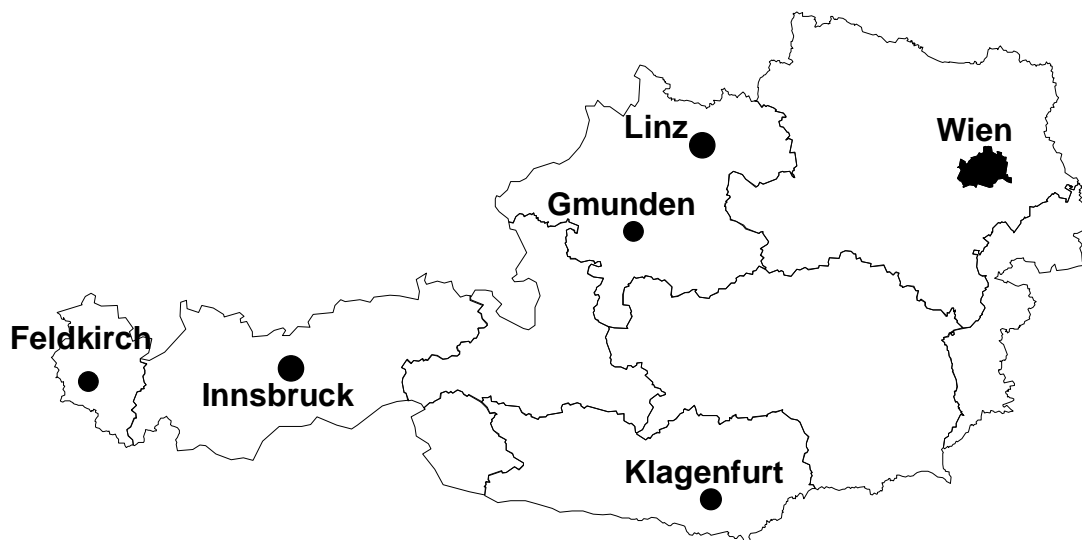 Linz
Wien
Gmunden
Feldkirch
Innsbruck
Klagenfurt